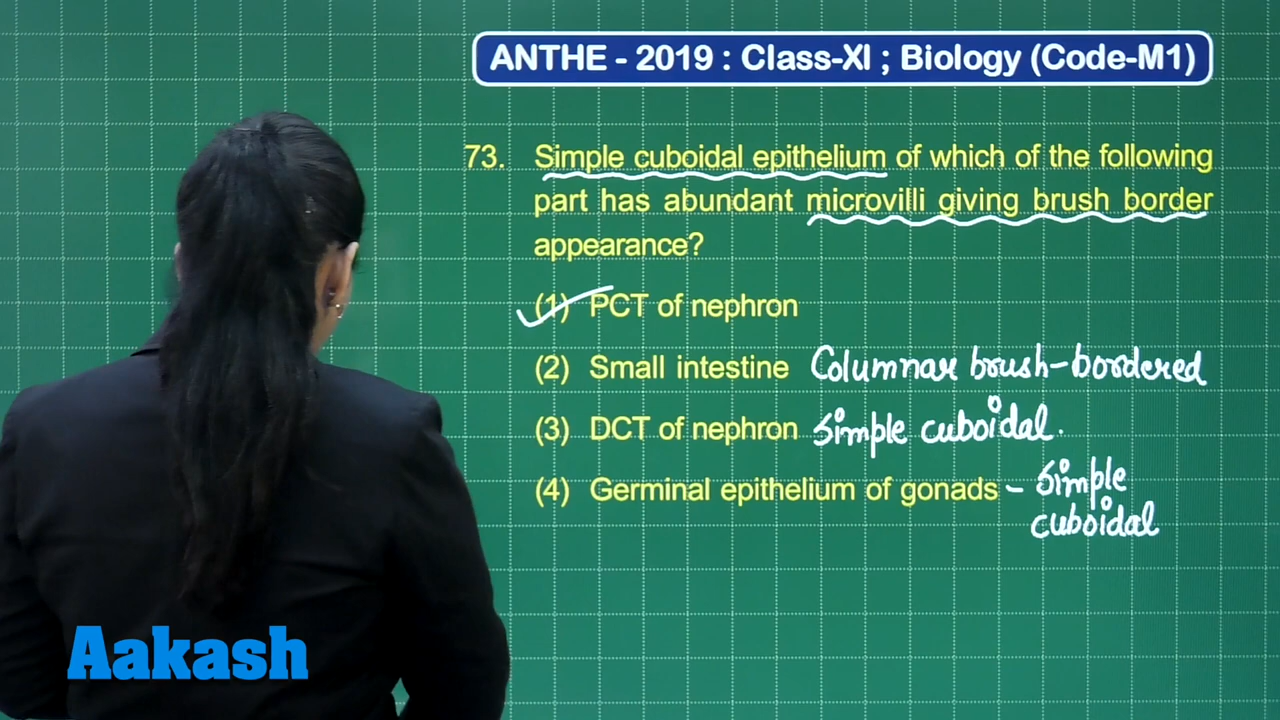 ANTHE - 2019 : Class-XI ; Biology (Code-M1)
73. Simple cuboidal epithelium of which of the following
part has abundant microvilli giving brush border
appearance?
(1) PCT of nephron
(2) Small intestine Columnar brush-bordered
(3) DCT of nephron Simple cuboidal.
(4) Germinal epithelium of gonads - Simple
cuboidal
Aakash